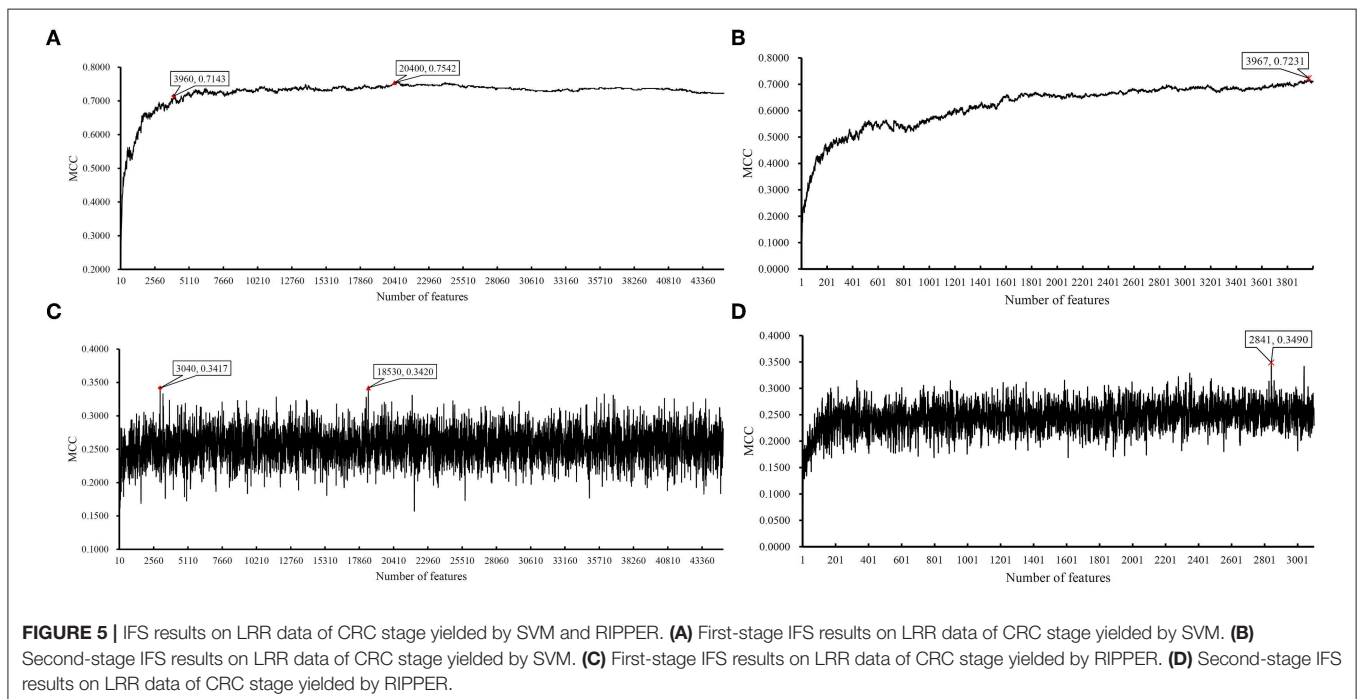 A
0.8000
0.7000
0.6000
0.5000
0.4000
0.3000
0.2000
MCC
3960, 0.7143
20400, 0.7542
10 2560 5110 7660 10210 12760 15310 17860 20410 22960 25510 28060 30610 33160 35710 38260 40810 43360
Number of features
B
0.8000
0.7000
0.6000
0.5000
0.4000
0.3000
0.2000
0.1000
0.0000
MCC
3967, 0.7231
1 201 401 601 801 1001 1201 1401 1601 1801 2001 2201 2401 2601 2801 3001 3201 3401 3601 3801
Number of features
C
0.4000
0.3500
0.3000
0.2500
0.2000
0.1500
0.1000
MCC
3040, 0.3417
18530, 0.3420
10 2560 5110 7660 10210 12760 15310 17860 20410 22960 25510 28060 30610 33160 35710 38260 40810 43360
Number of features
D
0.4000
0.3500
0.3000
0.2500
0.2000
0.1500
0.1000
0.0500
0.0000
MCC
2841, 0.3490
1 201 401 601 801 1001 1201 1401 1601 1801 2001 2201 2401 2601 2801 3001
Number of features
FIGURE 5 | IFS results on LRR data of CRC stage yielded by SVM and RIPPER. (A) First-stage IFS results on LRR data of CRC stage yielded by SVM. (B)
Second-stage IFS results on LRR data of CRC stage yielded by SVM. (C) First-stage IFS results on LRR data of CRC stage yielded by RIPPER. (D) Second-stage IFS
results on LRR data of CRC stage yielded by RIPPER.